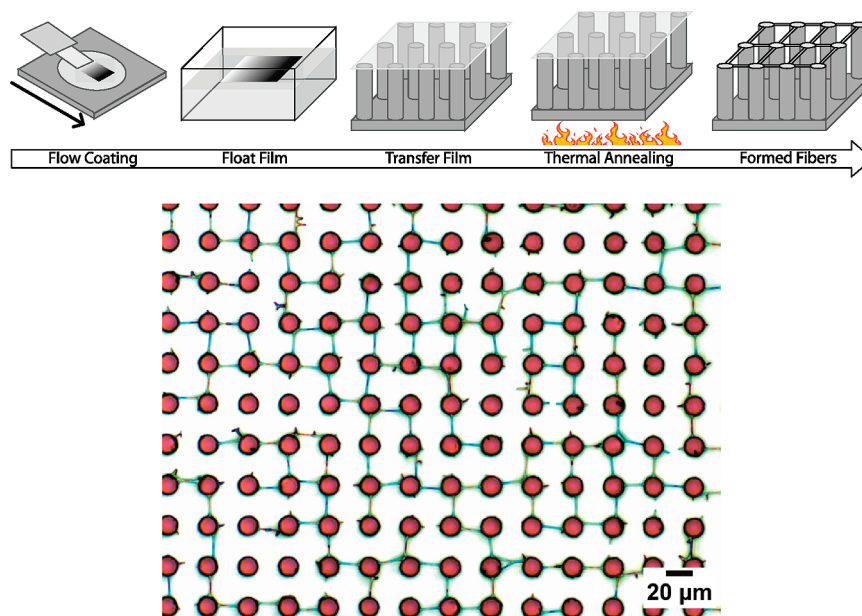 Flow Coating
Float Film
Transfer Film
Thermal Annealing
Formed Fibers
20 μm